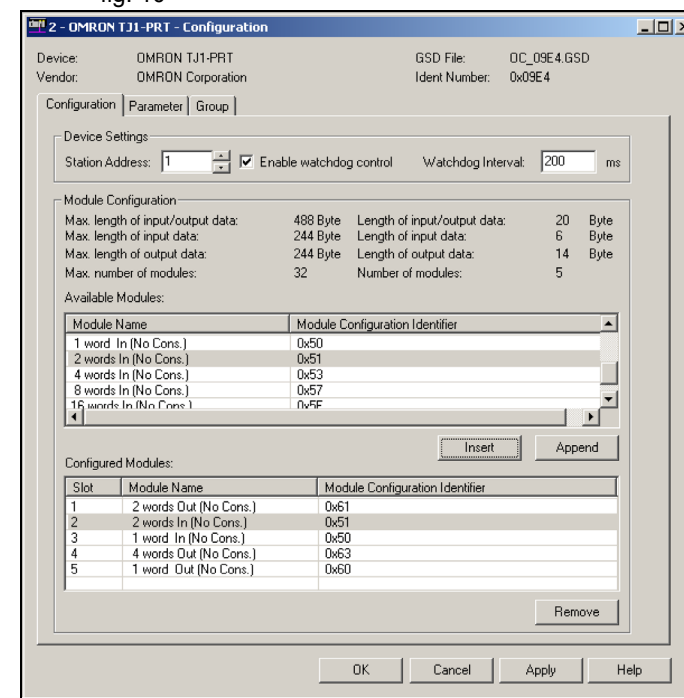 2 - OMRON TJ1-PRT - Configuration
Device: OMRON TJ1-PRT GSD File: OC_09E4.GSD
Vendor: OMRON Corporation Ident Number: 0x09E4
Configuration Parameter Group
Device Settings
Station Address: 1 Enable watchdog control Watchdog Interval: 200 ms
Module Configuration
Max. length of input/output data: 488 Byte Length of input/output data: 20 Byte
Max. length of input data: 244 Byte Length of input data: 6 Byte
Max. length of output data: 244 Byte Length of output data: 14 Byte
Max. number of modules: 32 Number of modules: 5
Available Modules:
Module Name Module Configuration Identifier
1 word In (No Cons.) 0x50
2 words In (No Cons.) 0x51
4 words In (No Cons.) 0x53
8 words In (No Cons.) 0x57
16 words In (No Cons.) 0x5F
Insert Append
Configured Modules:
Slot Module Name Module Configuration Identifier
1 2 words Out (No Cons.) 0x61
2 2 words In (No Cons.) 0x51
3 1 word In (No Cons.) 0x50
4 4 words Out (No Cons.) 0x63
5 1 word Out (No Cons.) 0x60
Remove
OK Cancel Apply Help